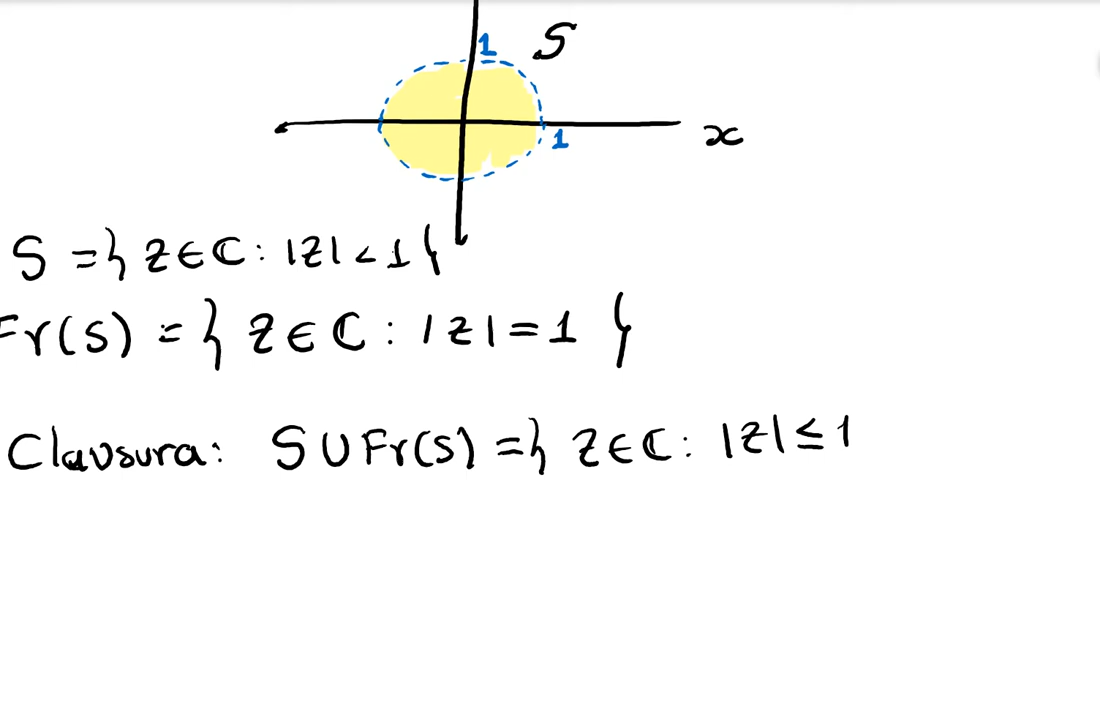 1 S
1 x
S = { Z ∈ ℂ : |Z| < 1 }
Fr(S) = { Z ∈ ℂ : |Z| = 1 }
Clausura: S ∪ Fr(S) = { Z ∈ ℂ : |Z| ≤ 1